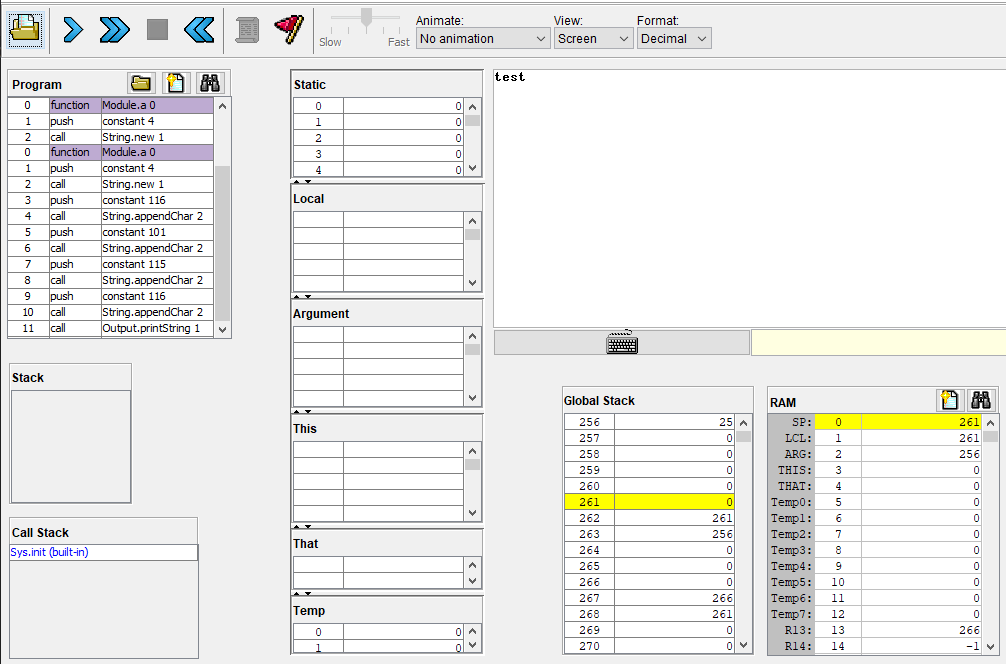 Slow
Fast
Animate:
No animation
View:
Screen
Format:
Decimal
Program
0 function Module.a 0
1 push constant 4
2 call String.new 1
0 function Module.a 0
1 push constant 4
2 call String.new 1
3 push constant 116
4 call String.appendChar 2
5 push constant 101
6 call String.appendChar 2
7 push constant 115
8 call String.appendChar 2
9 push constant 116
10 call String.appendChar 2
11 call Output.printString 1
Stack
Call Stack
Sys.init (built-in)
Static
0 0
1 0
2 0
3 0
4 0
Local
Argument
This
That
Temp
0 0
1 0
test
Global Stack
256 25
257 0
258 0
259 0
260 0
261 0
262 261
263 256
264 0
265 0
266 0
267 266
268 261
269 0
270 0
RAM
SP: 0 261
LCL: 1 261
ARG: 2 256
THIS: 3 0
THAT: 4 0
Temp0: 5 0
Temp1: 6 0
Temp2: 7 0
Temp3: 8 0
Temp4: 9 0
Temp5: 10 0
Temp6: 11 0
Temp7: 12 0
R13: 13 266
R14: 14 -1